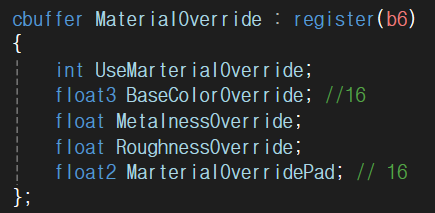 cbuffer MaterialOverride : register(b6)
{
int UseMarterialOverride;
float3 BaseColorOverride; //16
float MetalnessOverride;
float RoughnessOverride;
float2 MarterialOverridePad; // 16
};